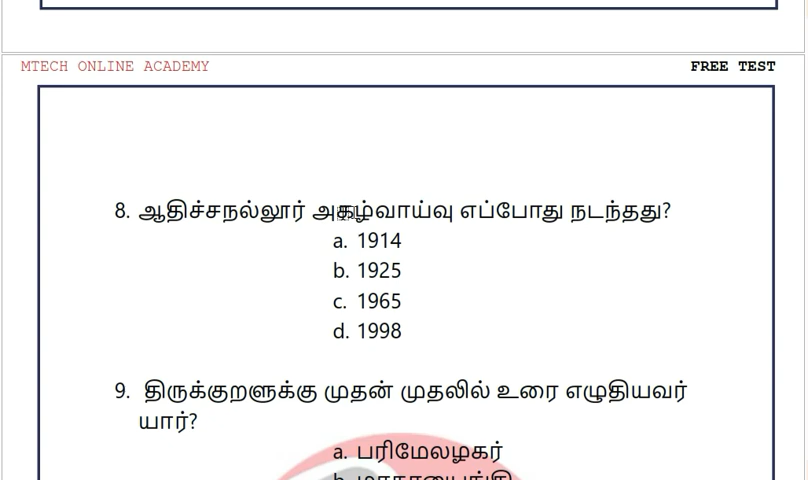 MTECH ONLINE ACADEMY FREE TEST
8. ஆதிச்சநல்லூர் அகழ்வாய்வு எப்போது நடந்தது?
a. 1914
b. 1925
c. 1965
d. 1998
9. திருக்குறளுக்கு முதன் முதலில் உரை எழுதியவர்
யார்?
a. பரிமேலழகர்